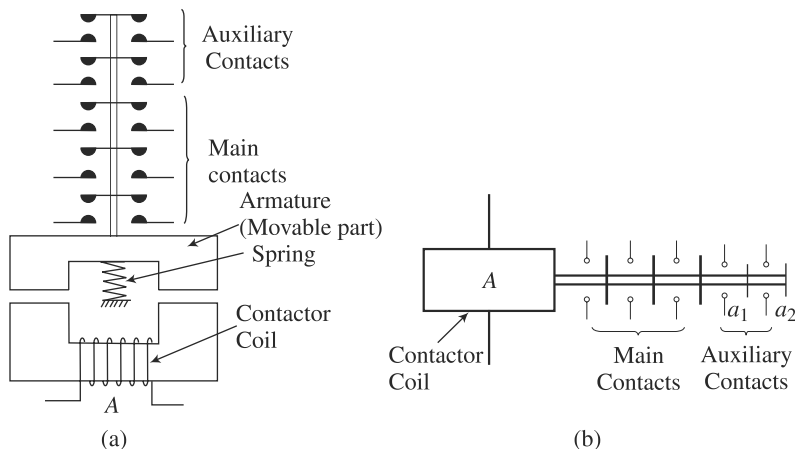 Auxiliary
Contacts
Main
contacts
Armature
(Movable part)
Spring
Contactor
Coil
A
(a)
A
a1
a2
Contactor
Coil
Main
Contacts
Auxiliary
Contacts
(b)